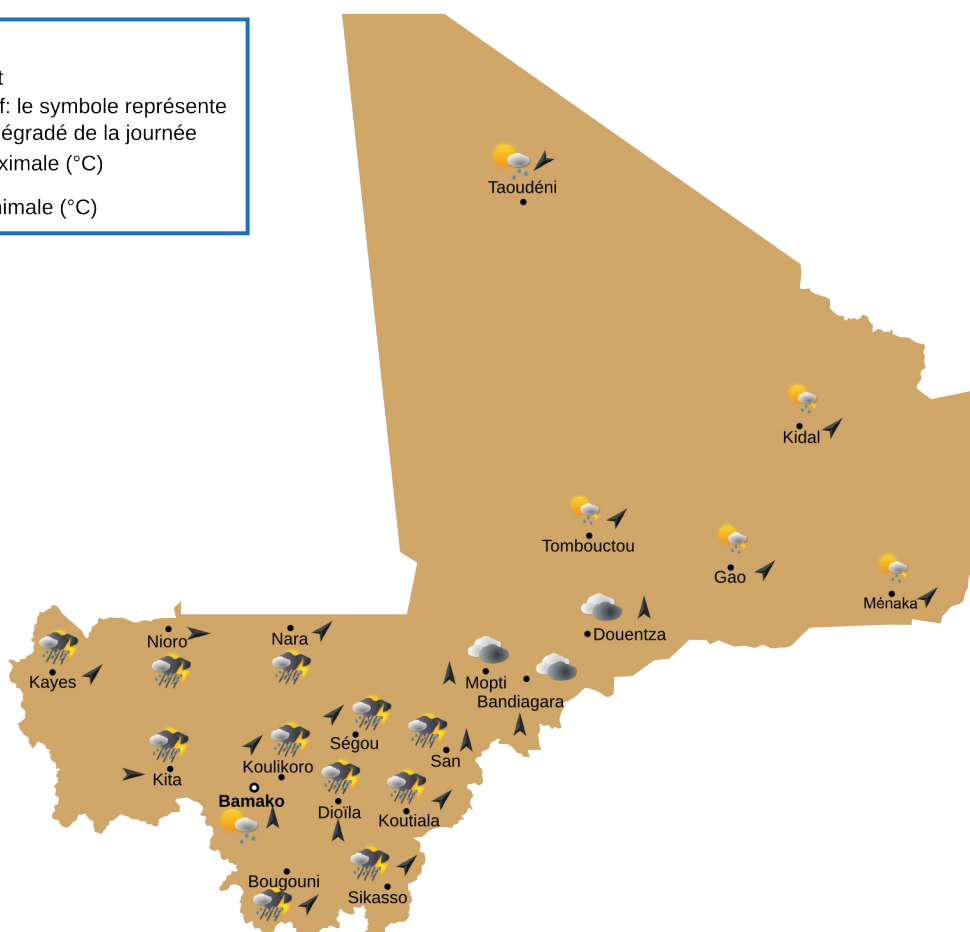 t
f: le symbole représente
égradé de la journée
ximale (°C)
imale (°C)
Taoudéni
Kidal
Tombouctou
Gao
Ménaka
Douentza
Nioro
Nara
Kayes
Mopti
Bandiagara
Ségou
San
Koulikoro
Kita
Bamako
Dioïla
Koutiala
Bougouni
Sikasso